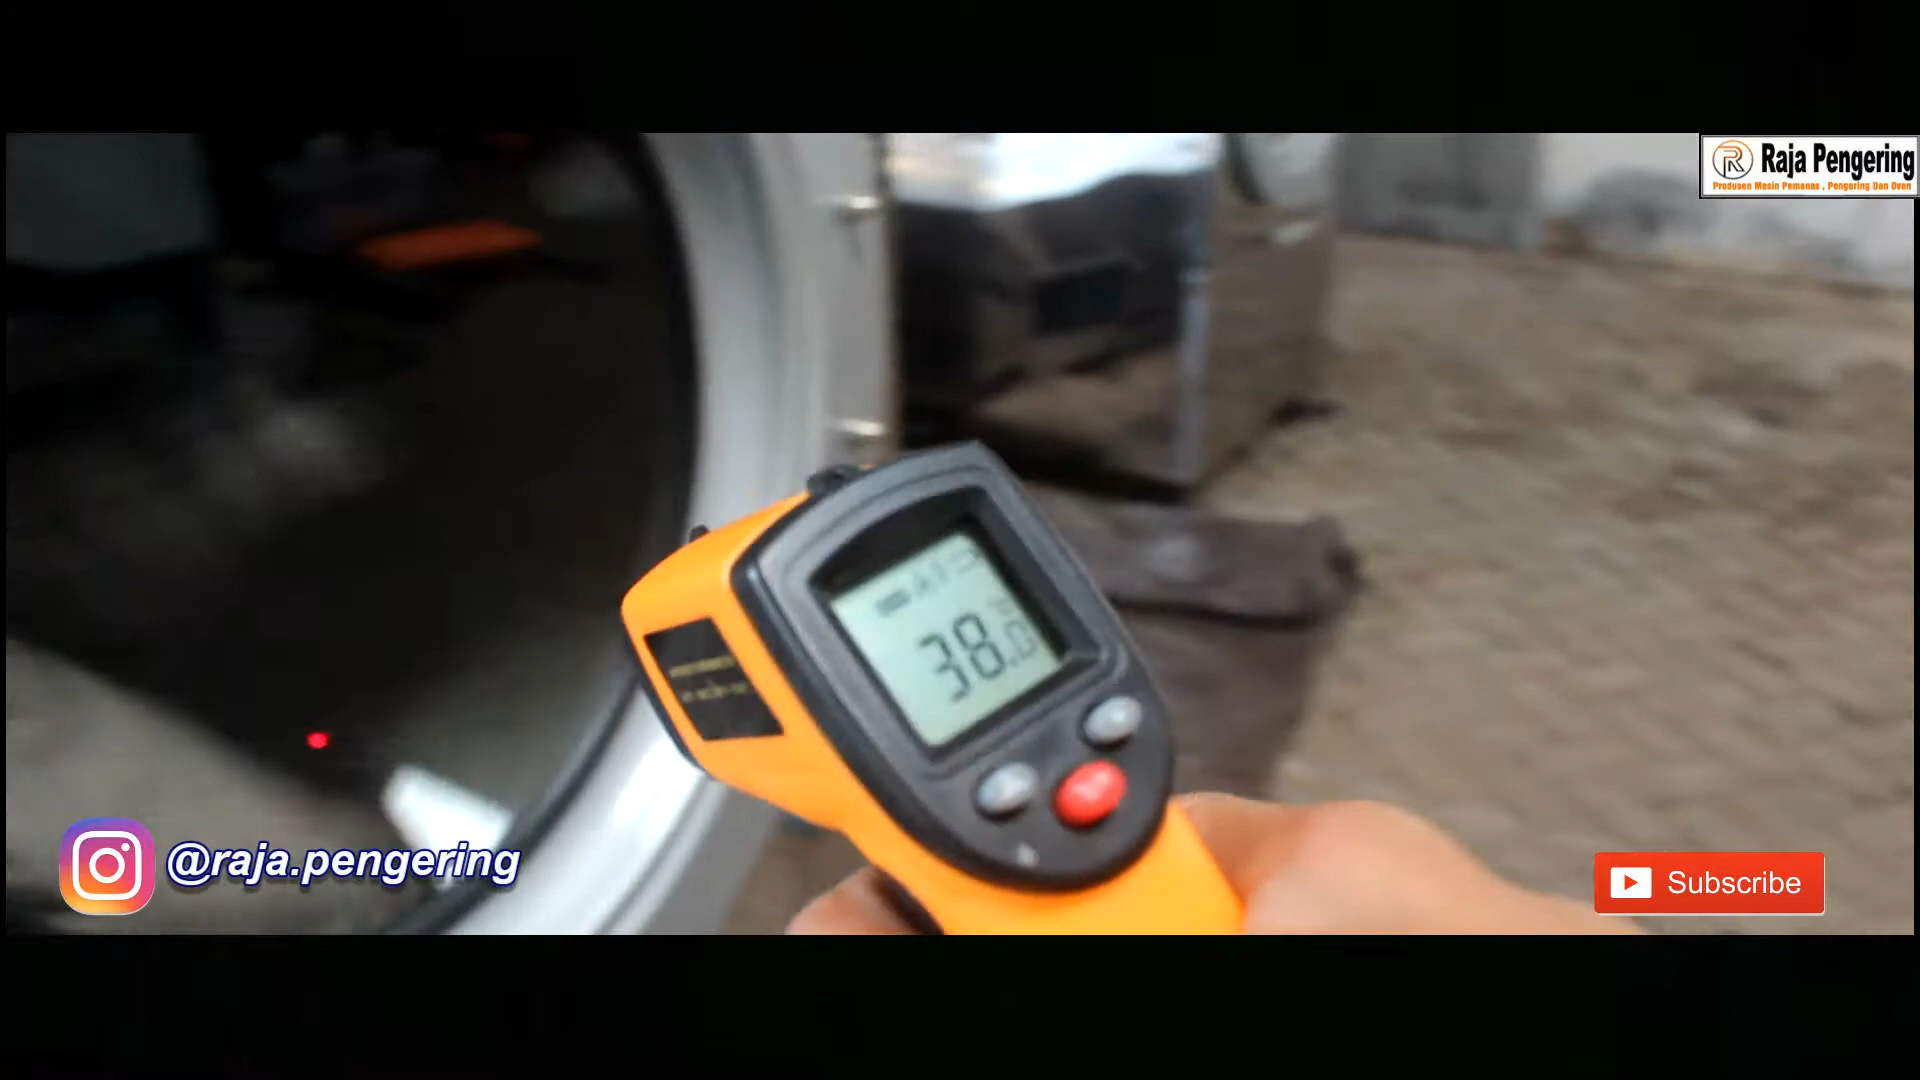 Raja Pengering
Produsen Mesin Pemanas , Pengering Dan Oven
38.0
@raja.pengering
Subscribe